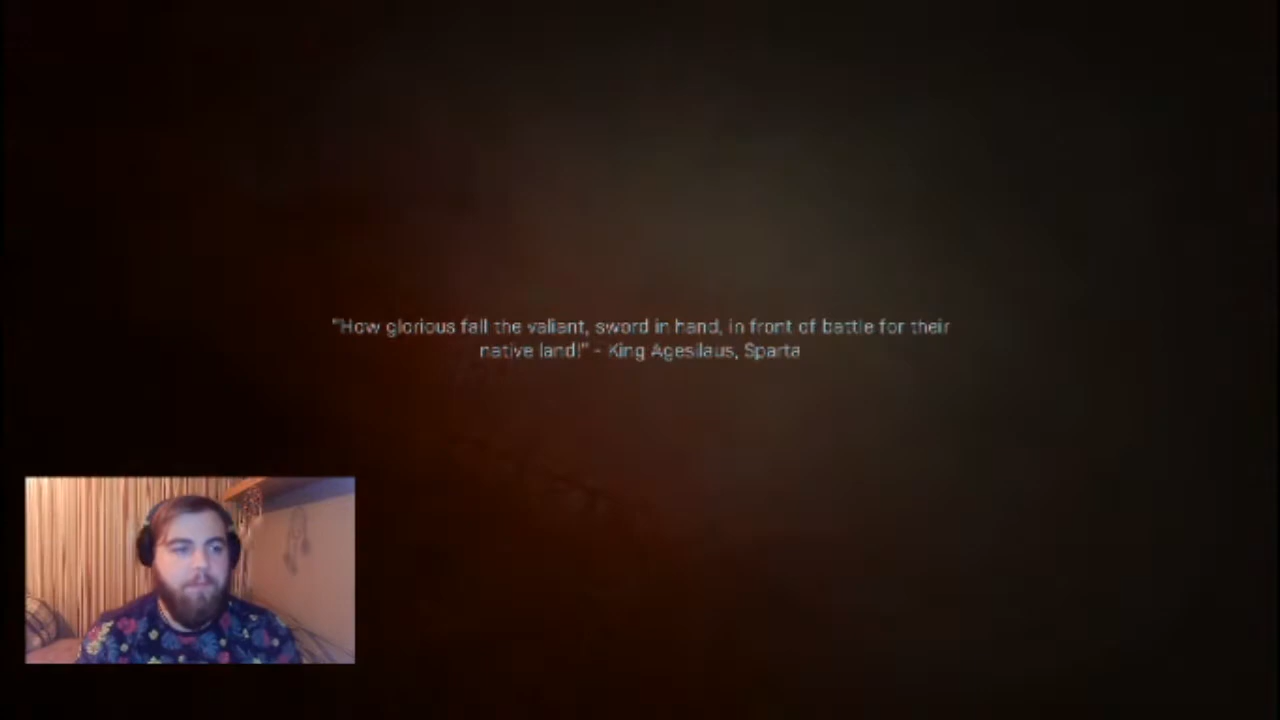 "How glorious fall the valiant, sword in hand, in front of battle for their
native land!" - King Agesilaus, Sparta